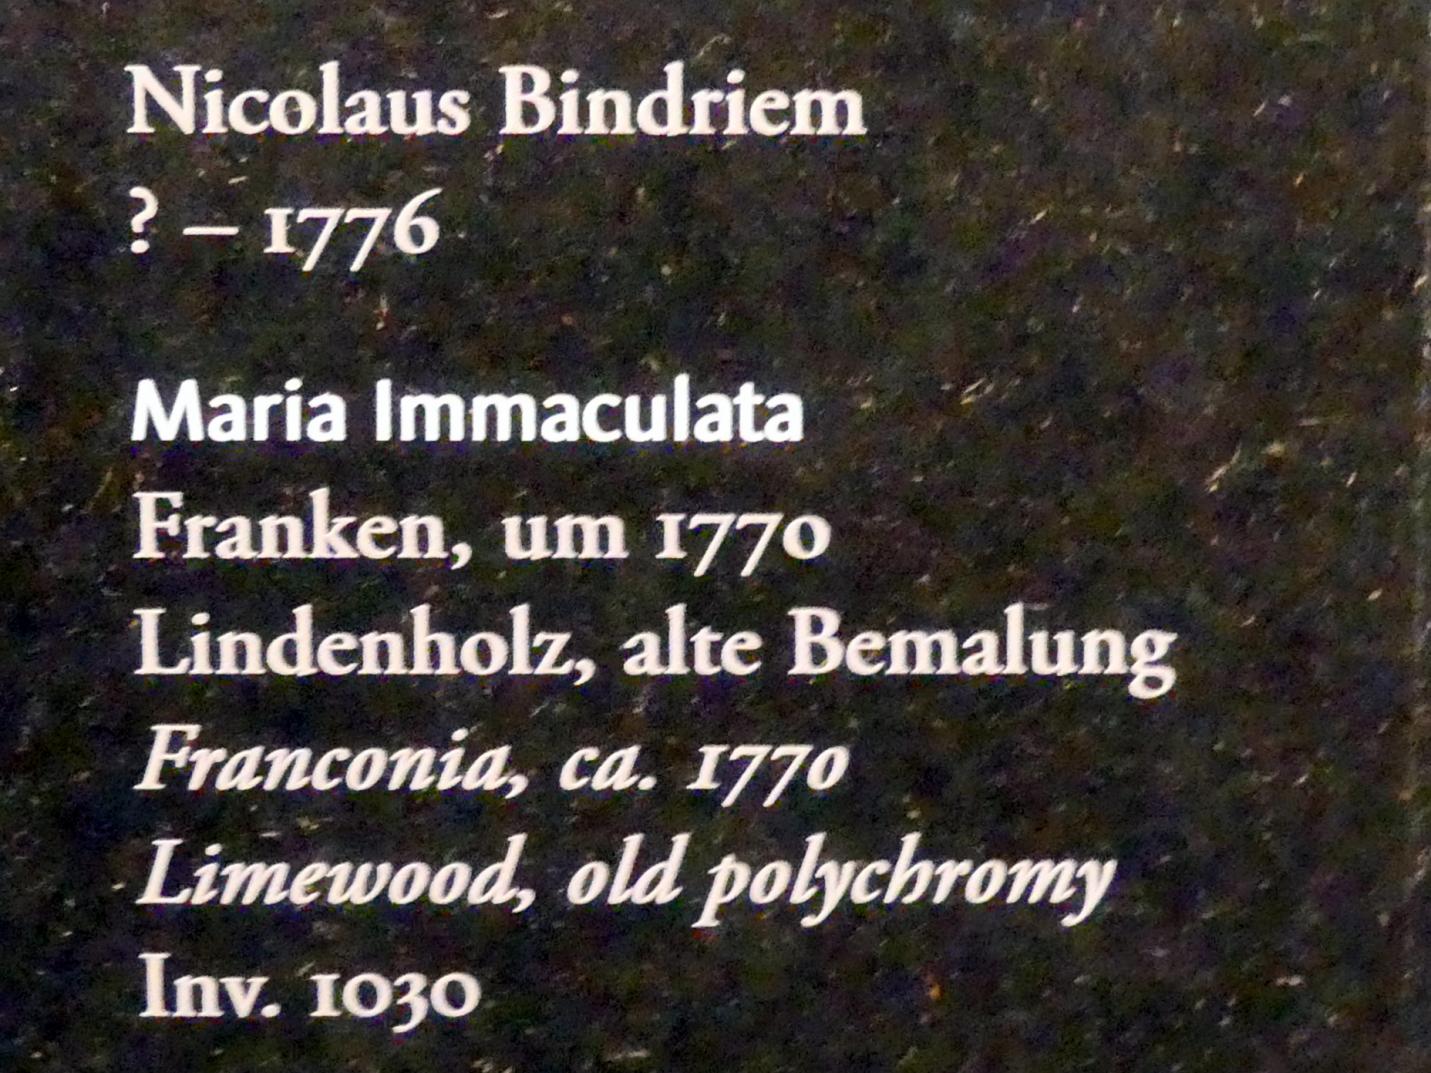 Nicolaus Bindriem
? – 1776
Maria Immaculata
Franken, um 1770
Lindenholz, alte Bemalung
Franconia, ca. 1770
Limewood, old polychromy
Inv. 1030